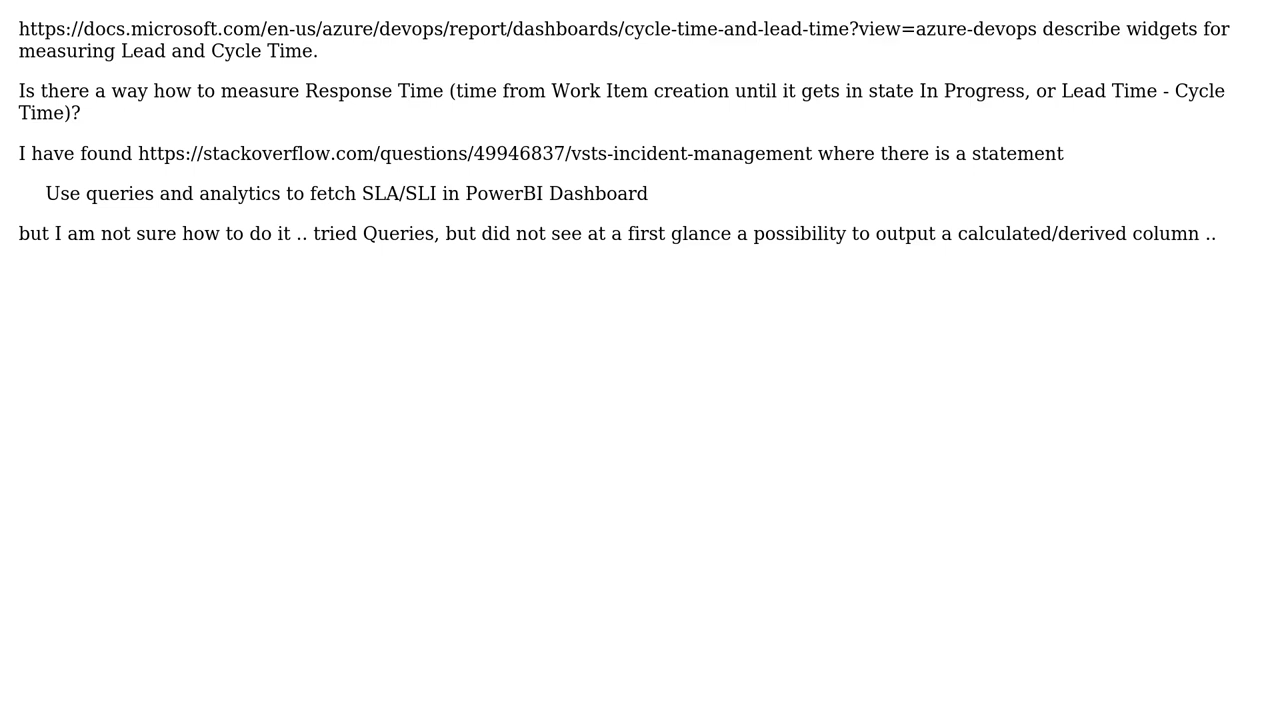 https://docs.microsoft.com/en-us/azure/devops/report/dashboards/cycle-time-and-lead-time?view=azure-devops describe widgets for
measuring Lead and Cycle Time.
Is there a way how to measure Response Time (time from Work Item creation until it gets in state In Progress, or Lead Time - Cycle
Time)?
I have found https://stackoverflow.com/questions/49946837/vsts-incident-management where there is a statement
Use queries and analytics to fetch SLA/SLI in PowerBI Dashboard
but I am not sure how to do it .. tried Queries, but did not see at a first glance a possibility to output a calculated/derived column ..